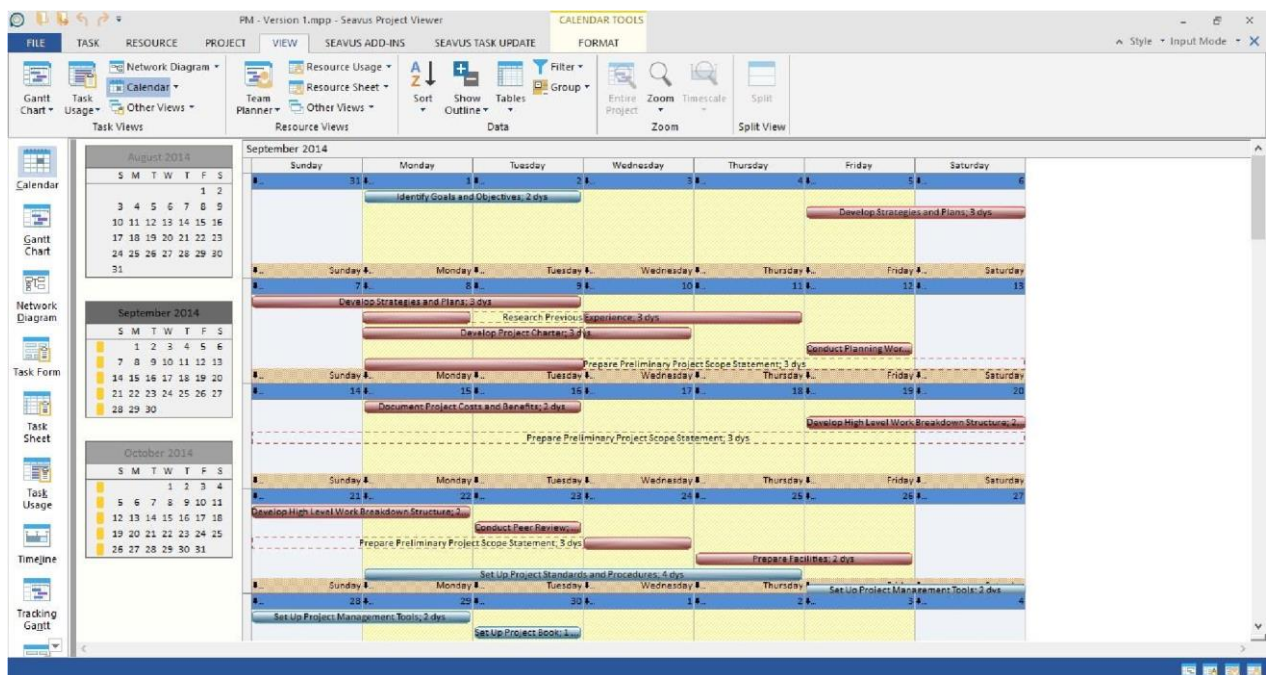 PM - Version 1.mpp - Seavus Project Viewer
CALENDAR TOOLS
FILE TASK RESOURCE PROJECT VIEW SEAVUS ADD-INS SEAVUS TASK UPDATE FORMAT Style Input Mode
Gantt Chart
Task Usage
Network Diagram
Calendar
Other Views
Task Views
Team Planner
Resource Usage
Resource Sheet
Other Views
Resource Views
Sort
Show Outline
Tables
Filter
Group
Data
Entire Project
Zoom
Timescale
Zoom
Split
Split View
Calendar
Gantt Chart
Network Diagram
Task Form
Task Sheet
Task Usage
Timeline
Tracking Gantt
August 2014
S M T W T F S
1 2
3 4 5 6 7 8 9
10 11 12 13 14 15 16
17 18 19 20 21 22 23
24 25 26 27 28 29 30
31
September 2014
S M T W T F S
1 2 3 4 5 6
7 8 9 10 11 12 13
14 15 16 17 18 19 20
21 22 23 24 25 26 27
28 29 30
October 2014
S M T W T F S
1 2 3 4
5 6 7 8 9 10 11
12 13 14 15 16 17 18
19 20 21 22 23 24 25
26 27 28 29 30 31
September 2014
Sunday Monday Tuesday Wednesday Thursday Friday Saturday
31 1 2 3 4 5 6
Identify Goals and Objectives; 2 dys
Develop Strategies and Plans; 3 dys
Sunday Monday Tuesday Wednesday Thursday Friday Saturday
7 8 9 10 11 12 13
Develop Strategies and Plans; 3 dys
Research Previous Experience; 3 dys
Develop Project Charter; 3 dys
Conduct Planning Wor...
Prepare Preliminary Project Scope Statement; 3 dys
Sunday Monday Tuesday Wednesday Thursday Friday Saturday
14 15 16 17 18 19 20
Document Project Costs and Benefits; 2 dys
Develop High Level Work Breakdown Structure; 2...
Prepare Preliminary Project Scope Statement; 3 dys
Sunday Monday Tuesday Wednesday Thursday Friday Saturday
21 22 23 24 25 26 27
Develop High Level Work Breakdown Structure; 2...
Conduct Peer Review;...
Prepare Preliminary Project Scope Statement; 3 dys
Prepare Facilities; 2 dys
Set Up Project Standards and Procedures; 4 dys
Sunday Monday Tuesday Wednesday Thursday
Set Up Project Management Tools; 2 dys
28 29 30 1 2 3 4
Set Up Project Management Tools; 2 dys
Set Up Project Book; 1...